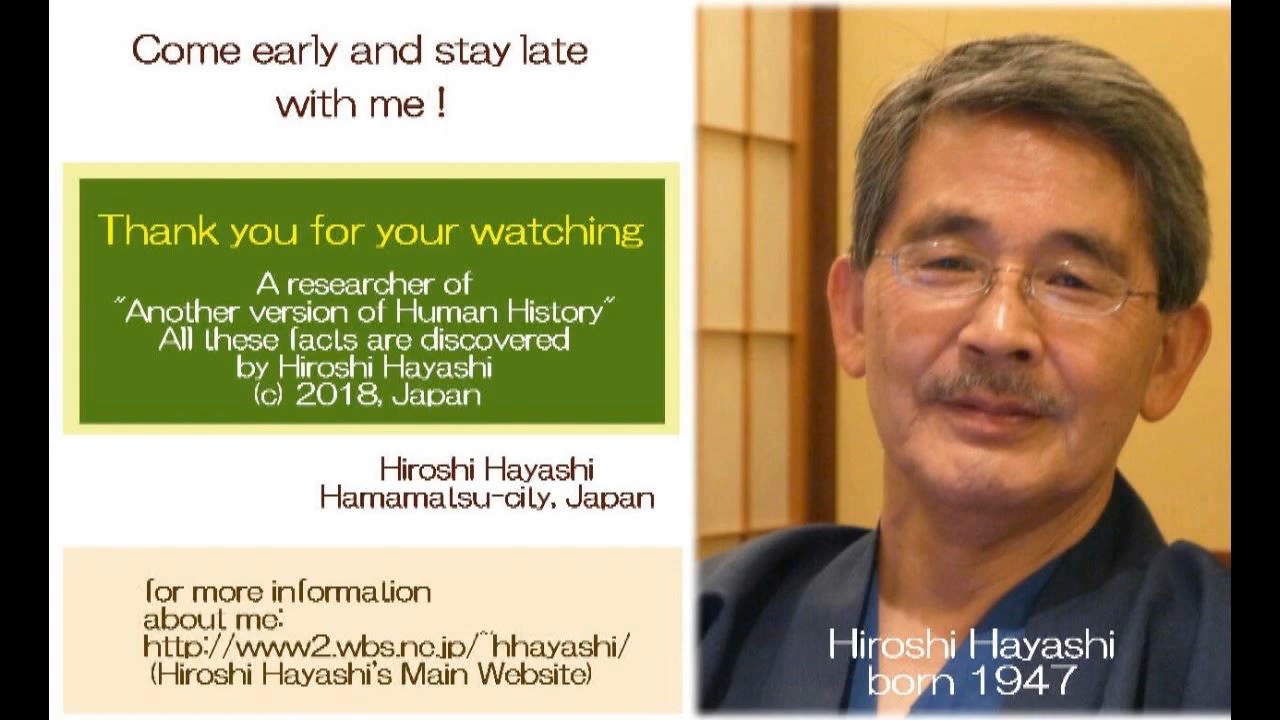 Come early and stay late
with me !
Thank you for your watching
A researcher of
"Another version of Human History"
All these facts are discovered
by Hiroshi Hayashi
(c) 2018, Japan
Hiroshi Hayashi
Hamamatsu-city, Japan
for more information
about me:
http://www2.wbs.ne.jp/~hhayashi/
(Hiroshi Hayashi's Main Website)
Hiroshi Hayashi
born 1947